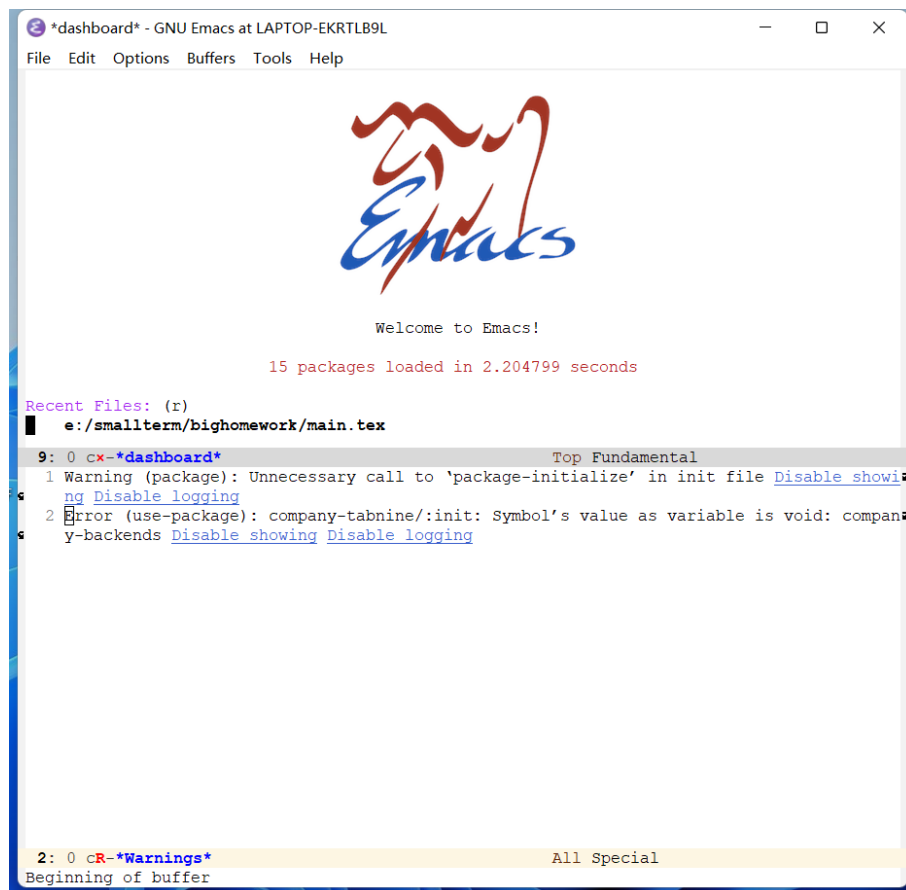 *dashboard* - GNU Emacs at LAPTOP-EKRTLB9L
File Edit Options Buffers Tools Help
Emacs
Welcome to Emacs!
15 packages loaded in 2.204799 seconds
Recent Files: (r)
e:/smallterm/bighomework/main.tex
9: 0 c×-*dashboard* Top Fundamental
1 Warning (package): Unnecessary call to ‘package-initialize’ in init file Disable showi
ng Disable logging
2 Error (use-package): company-tabnine/:init: Symbol’s value as variable is void: compan
y-backends Disable showing Disable logging
2: 0 cR-*Warnings* All Special
Beginning of buffer